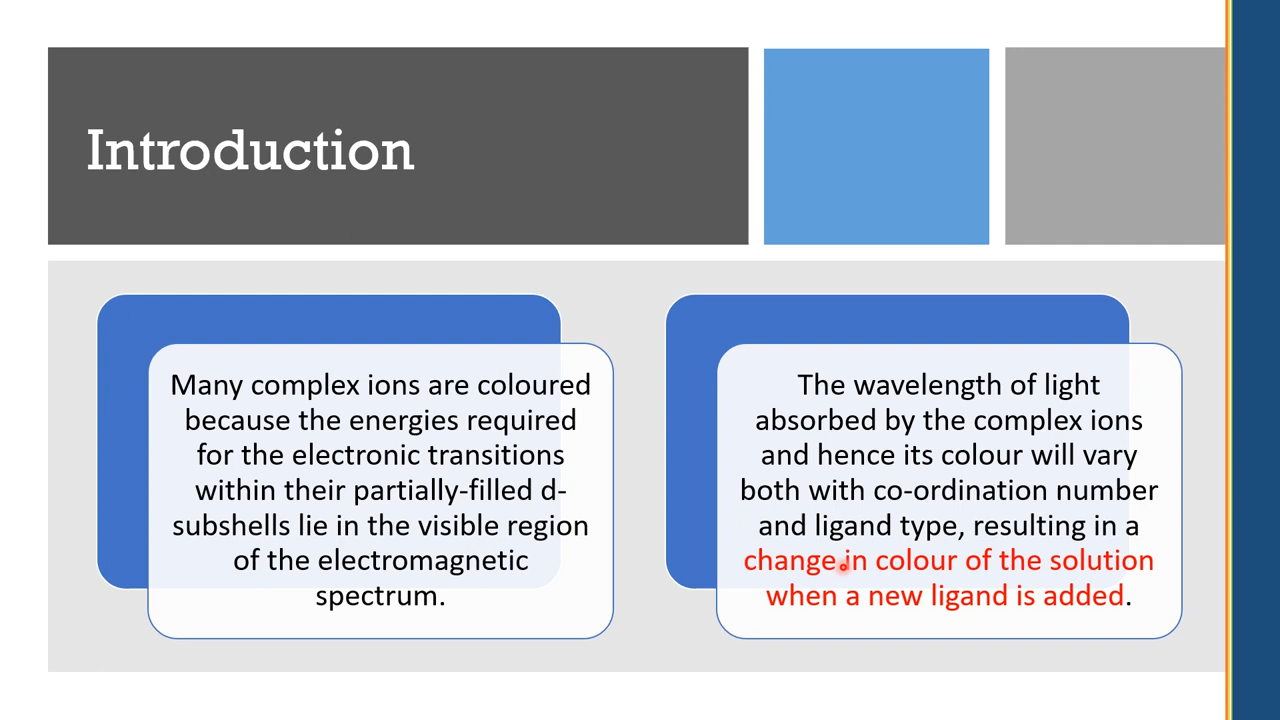 Introduction
Many complex ions are coloured
because the energies required
for the electronic transitions
within their partially-filled d-
subshells lie in the visible region
of the electromagnetic
spectrum.
The wavelength of light
absorbed by the complex ions
and hence its colour will vary
both with co-ordination number
and ligand type, resulting in a
change in colour of the solution
when a new ligand is added.